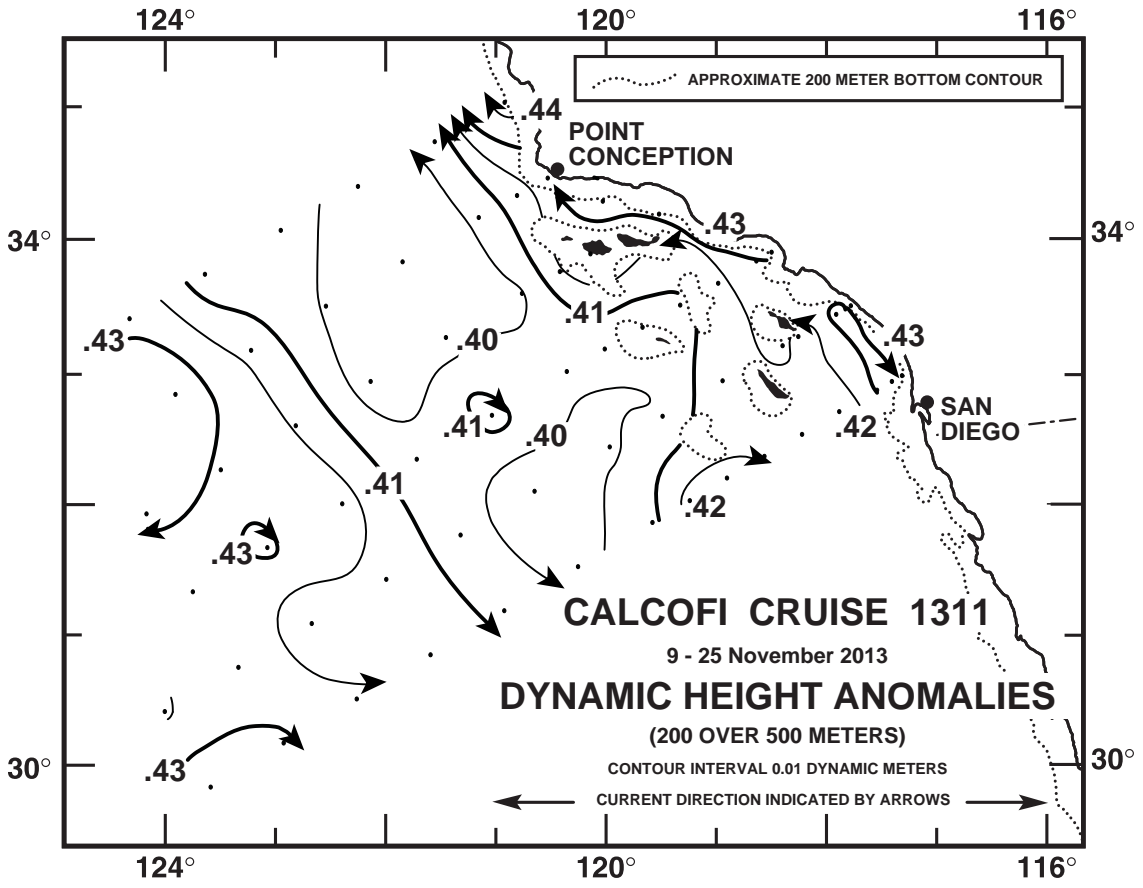 124° 120° 116°
APPROXIMATE 200 METER BOTTOM CONTOUR
.44
POINT
CONCEPTION
.43
34° 34°
.41
.43
.43
.40
.41
.40
.42
SAN
DIEGO
.41
.42
.43
CALCOFI CRUISE 1311
9 - 25 November 2013
DYNAMIC HEIGHT ANOMALIES
(200 OVER 500 METERS)
30° 30°
.43
CONTOUR INTERVAL 0.01 DYNAMIC METERS
CURRENT DIRECTION INDICATED BY ARROWS
124° 120° 116°